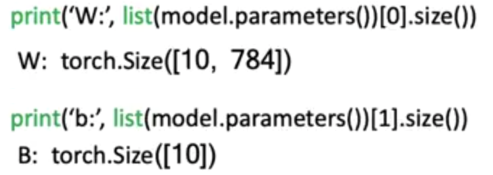 print(‘W:’, list(model.parameters())[0].size())
W: torch.Size([10, 784])
print(‘b:’, list(model.parameters())[1].size())
B: torch.Size([10])